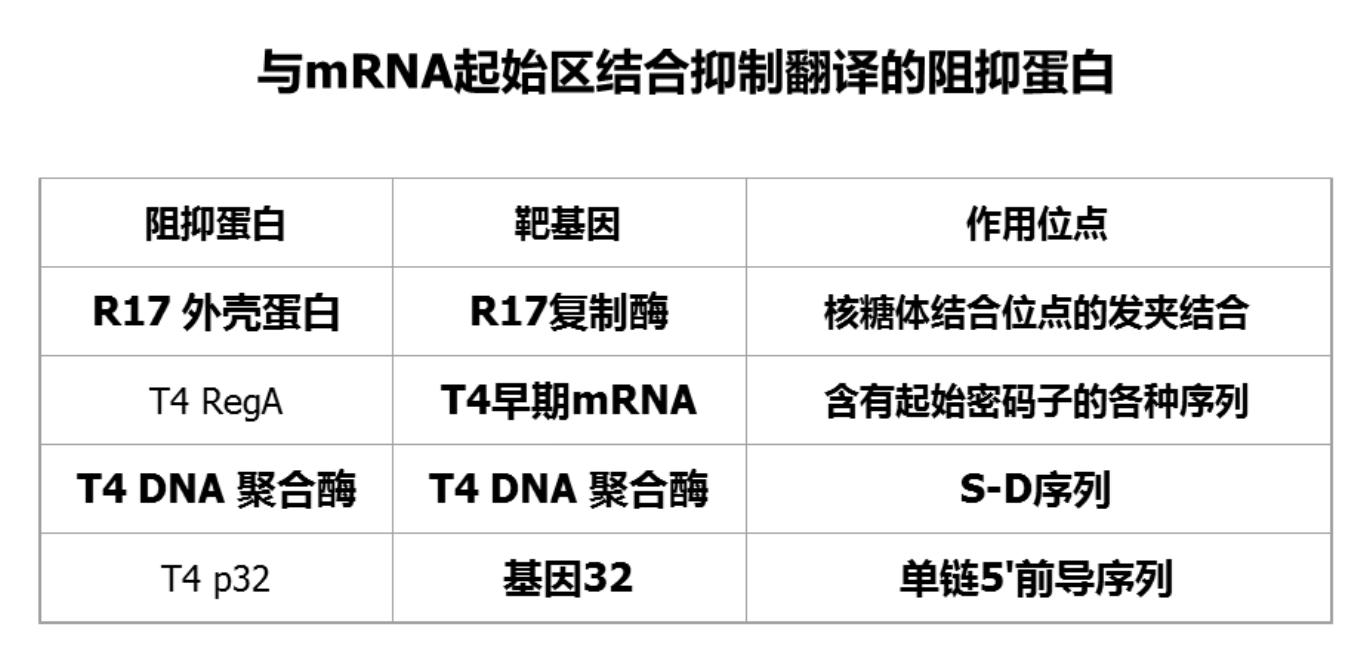 与mRNA起始区结合抑制翻译的阻抑蛋白
阻抑蛋白 靶基因 作用位点
R17 外壳蛋白 R17复制酶 核糖体结合位点的发夹结合
T4 RegA T4早期mRNA 含有起始密码子的各种序列
T4 DNA 聚合酶 T4 DNA 聚合酶 S-D序列
T4 p32 基因32 单链5'前导序列